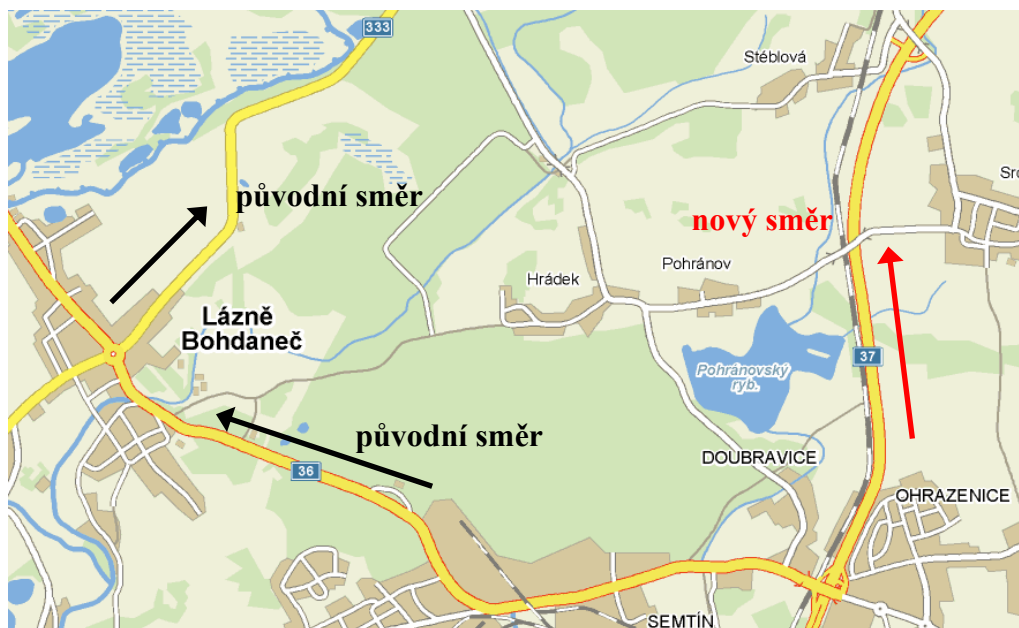 333
Stéblová
původní směr
nový směr
Hrádek
Pohránov
Lázně
Bohdaneč
37
Pohránovský
ryb.
původní směr
36
DOUBRAVICE
OHRAZENICE
SEMTÍN